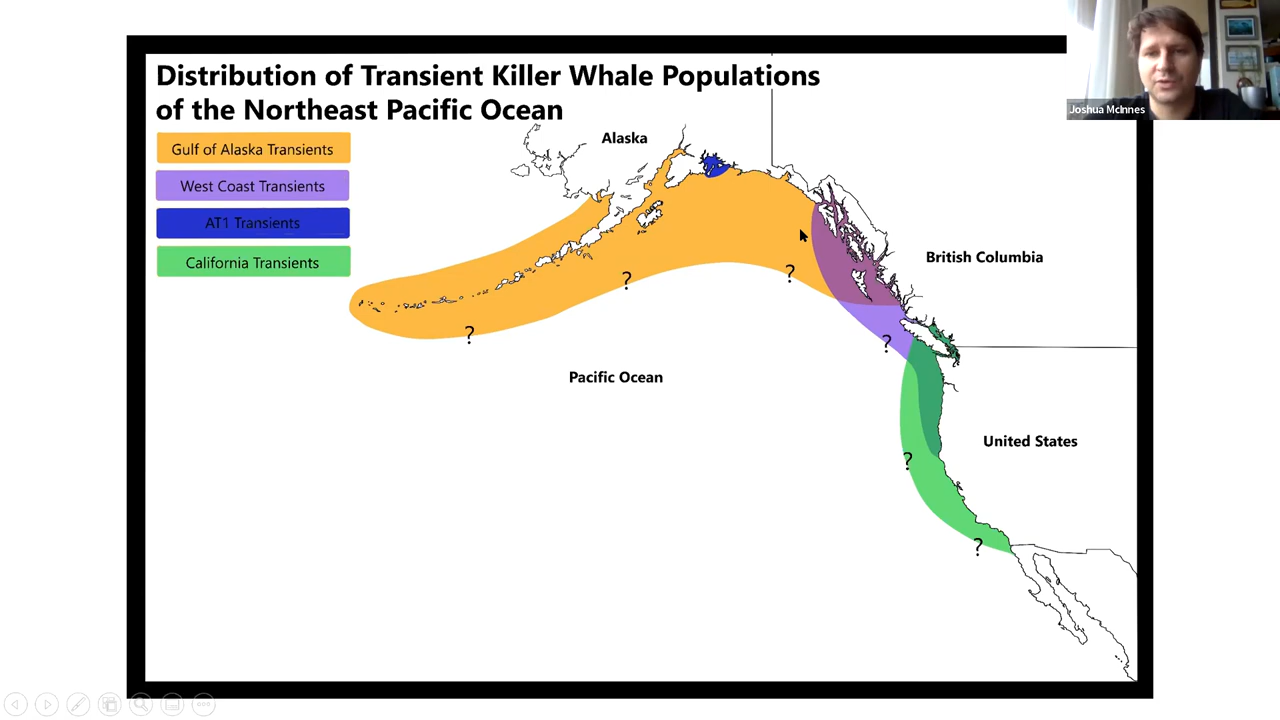 Distribution of Transient Killer Whale Populations
of the Northeast Pacific Ocean
Joshua McInnes
Gulf of Alaska Transients
West Coast Transients
AT1 Transients
California Transients
Alaska
British Columbia
?
?
?
?
Pacific Ocean
United States
?
?